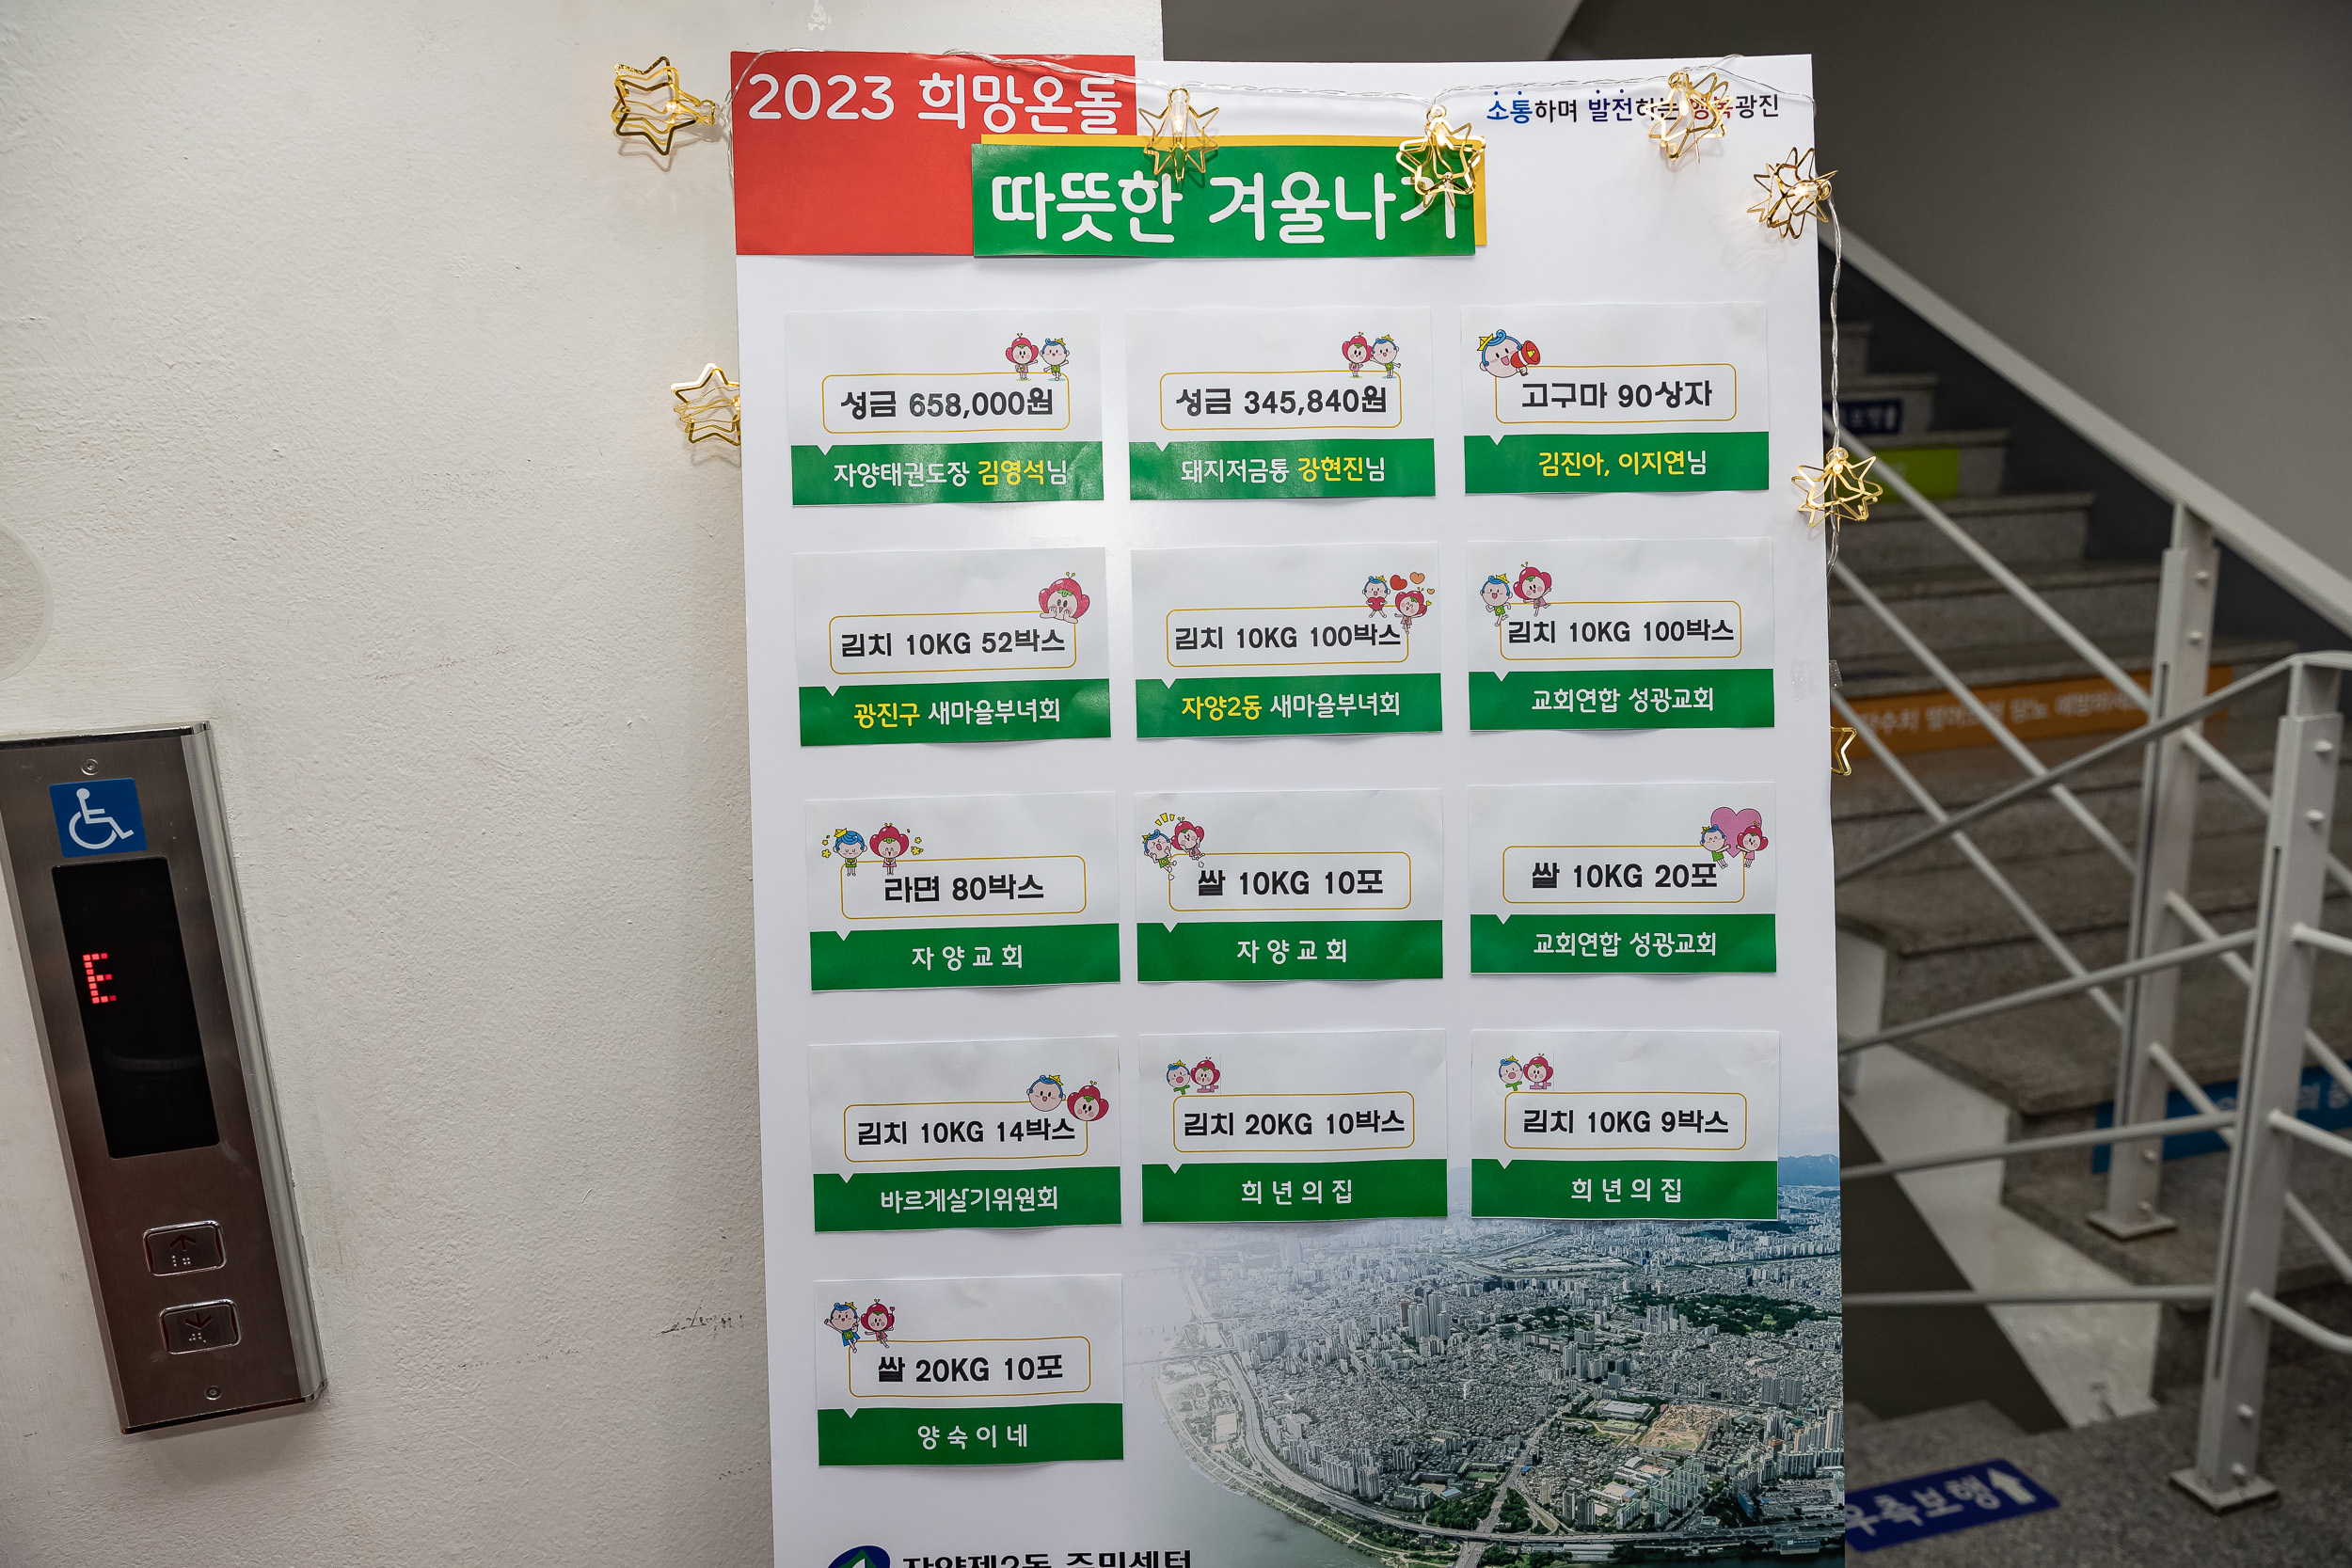 2023 희망온돌
소통하며 발전하는 행복광진
따뜻한 겨울나기
성금 658,000원
자양태권도장 김영석님
성금 345,840원
돼지저금통 강현진님
고구마 90상자
김진아, 이지연님
김치 10KG 52박스
광진구 새마을부녀회
김치 10KG 100박스
자양2동 새마을부녀회
김치 10KG 100박스
교회연합 성광교회
라면 80박스
자양교회
쌀 10KG 10포
자양교회
쌀 10KG 20포
교회연합 성광교회
김치 10KG 14박스
바르게살기위원회
김치 20KG 10박스
희년의집
김치 10KG 9박스
희년의집
쌀 20KG 10포
양숙이네
자양제2동 주민센터
E
우측보행